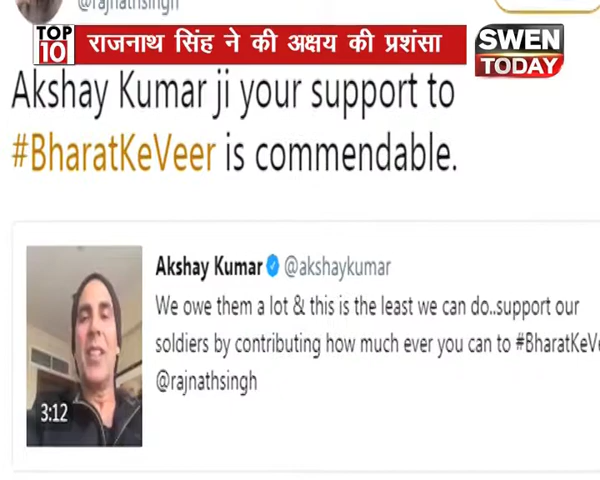 @rajnathsingh
TOP 10
राजनाथ सिंह ने की अक्षय की प्रशंसा
SWEN
TODAY
Akshay Kumar ji your support to
#BharatKeVeer is commendable.
Akshay Kumar @akshaykumar
We owe them a lot & this is the least we can do..support our
soldiers by contributing how much ever you can to #BharatKeV
@rajnathsingh
3:12